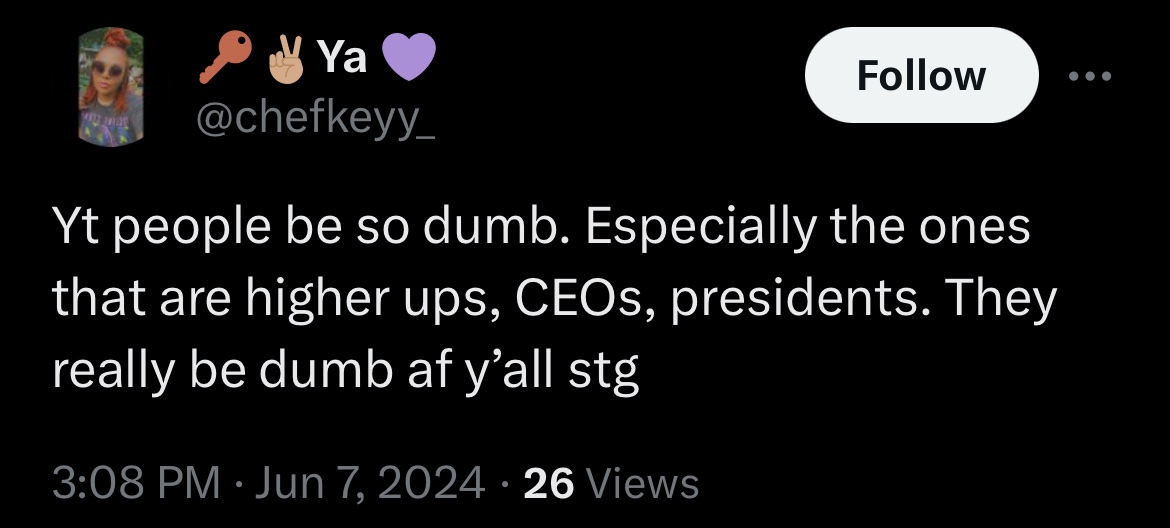 🔑✌🏼Ya 💜
Follow
@chefkeyy_
Yt people be so dumb. Especially the ones
that are higher ups, CEOs, presidents. They
really be dumb af y’all stg
3:08 PM · Jun 7, 2024 · 26 Views